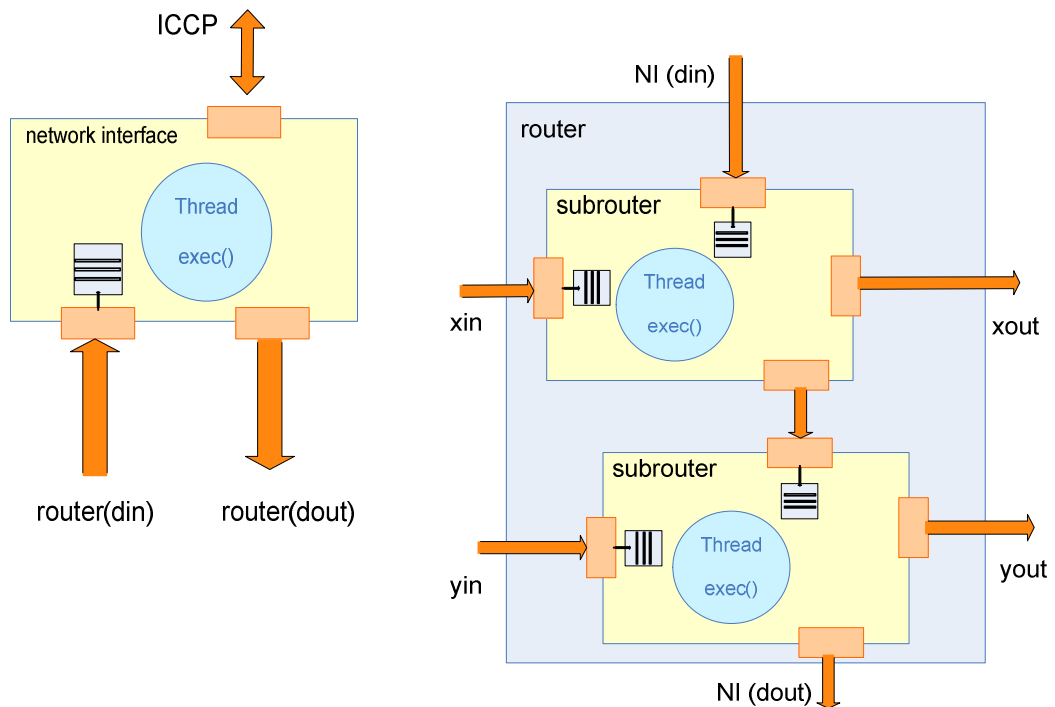 ICCP
network interface
Thread
exec()
router(din)
router(dout)
NI (din)
router
subrouter
Thread
exec()
xin
xout
subrouter
Thread
exec()
yin
yout
NI (dout)